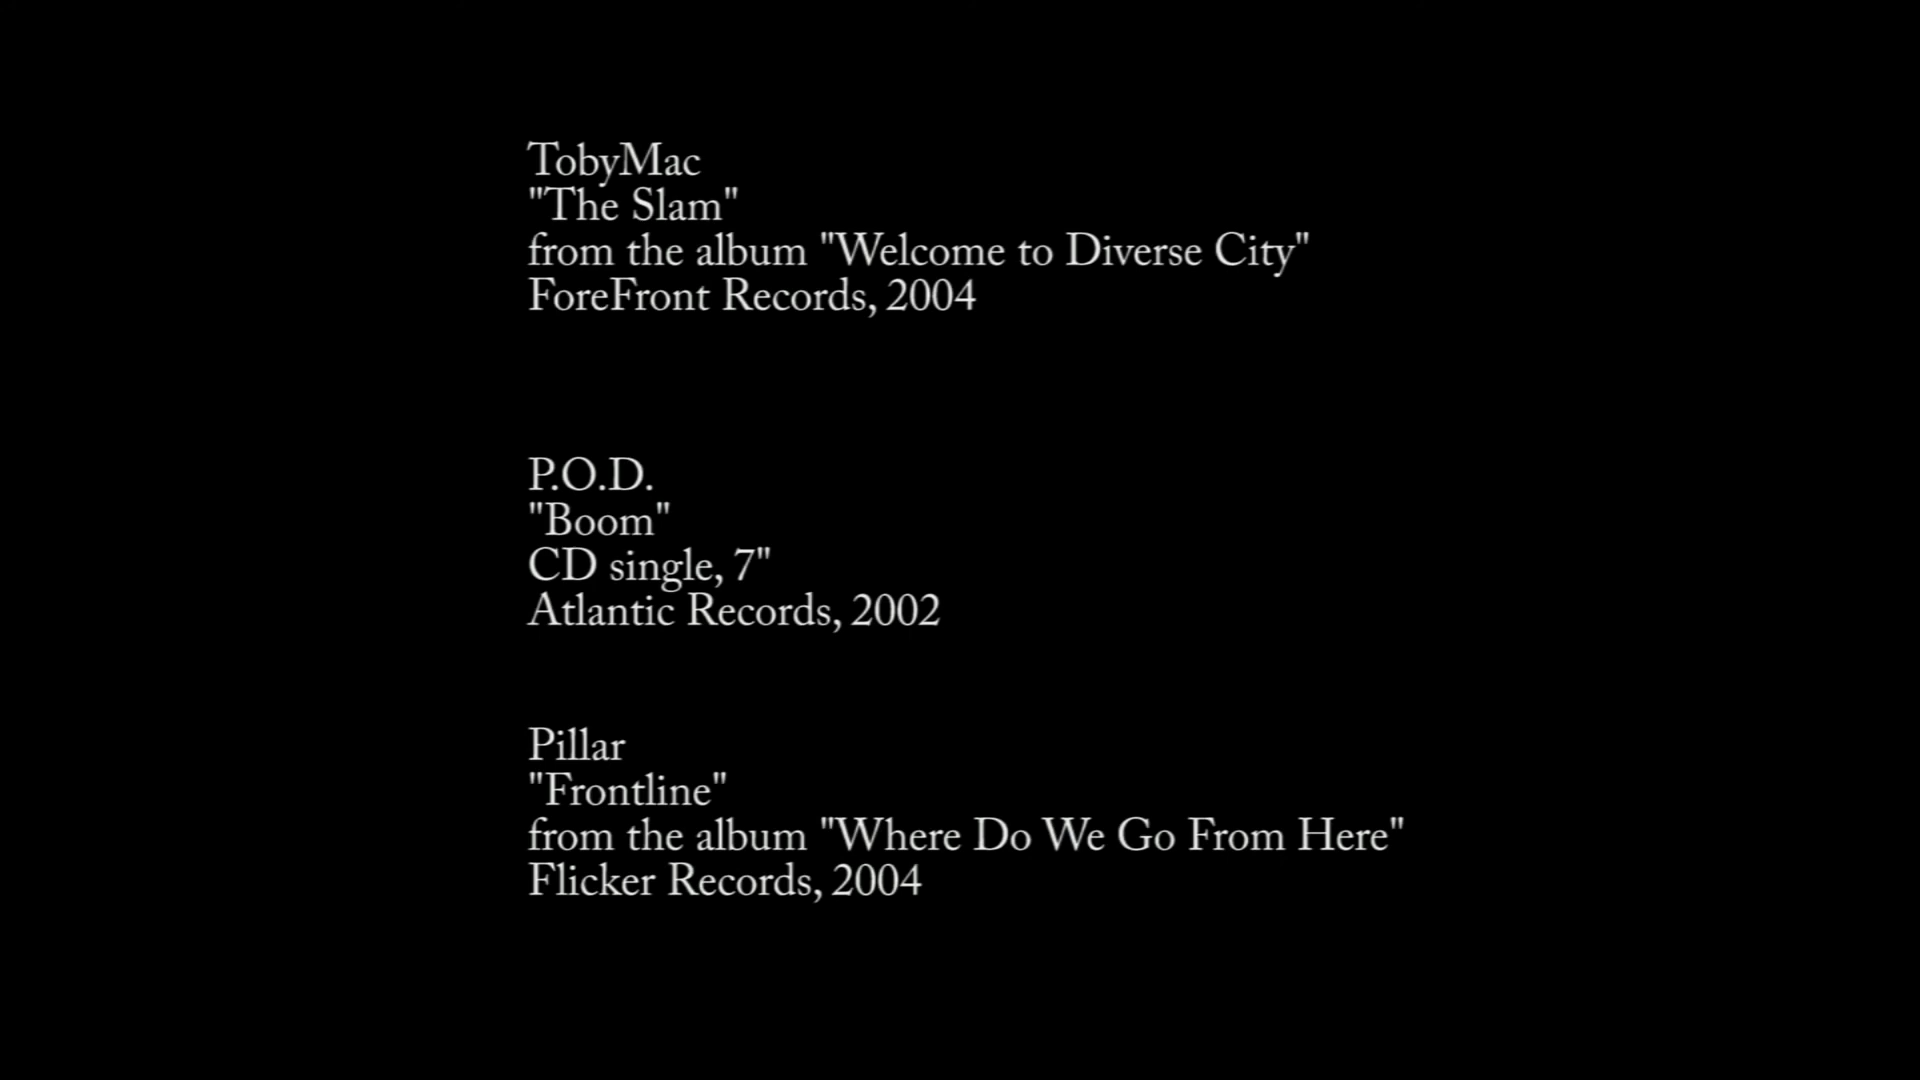 TobyMac
"The Slam"
from the album "Welcome to Diverse City"
ForeFront Records, 2004
P.O.D.
"Boom"
CD single, 7"
Atlantic Records, 2002
Pillar
"Frontline"
from the album "Where Do We Go From Here"
Flicker Records, 2004